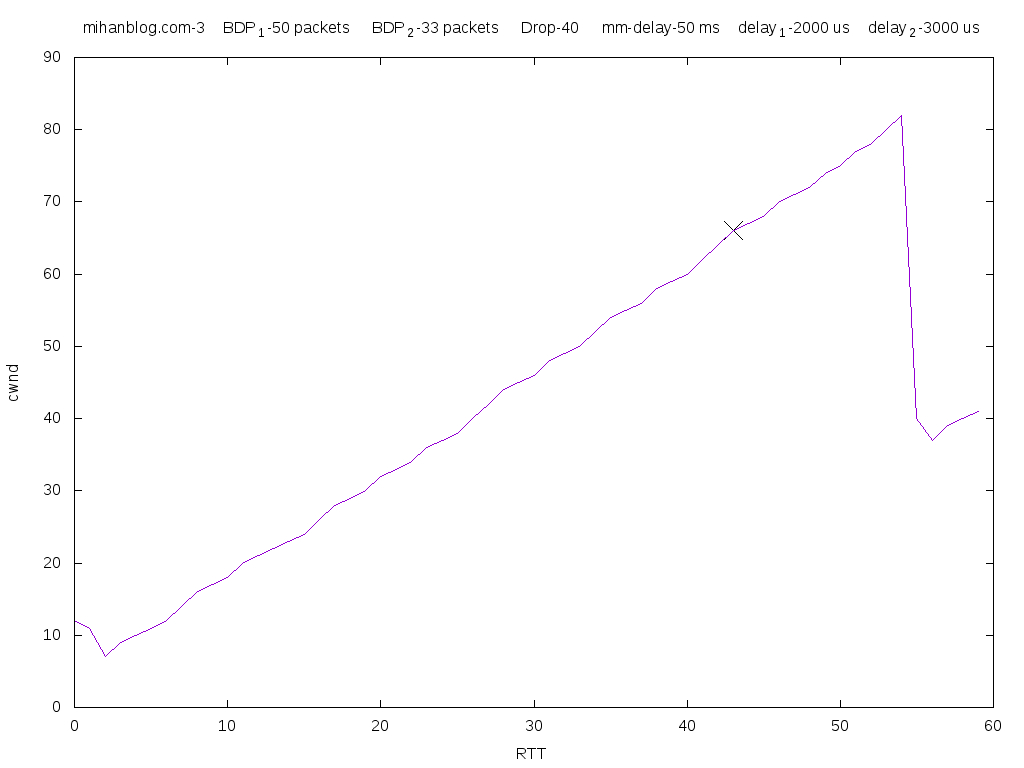 mihanblog.com-3 BDP1-50 packets BDP2-33 packets Drop-40 mm-delay-50 ms delay1-2000 us delay2-3000 us
90
80
70
60
50
40
30
20
10
0
cwnd
0 10 20 30 40 50 60
RTT